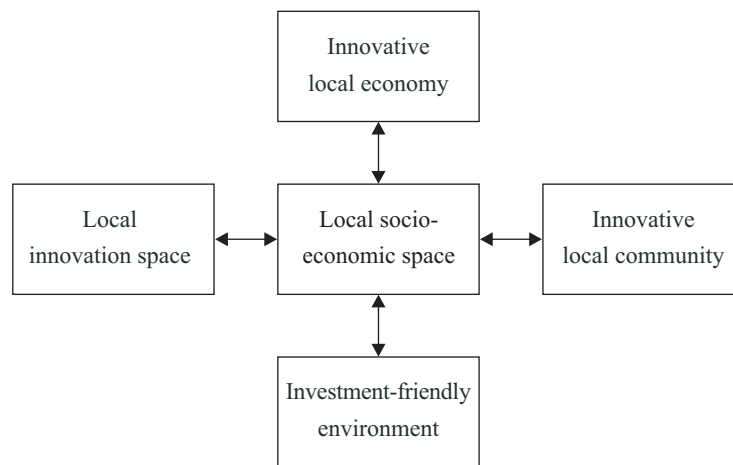 Innovative
local economy
Local
innovation space
Local socio-
economic space
Innovative
local community
Investment-friendly
environment